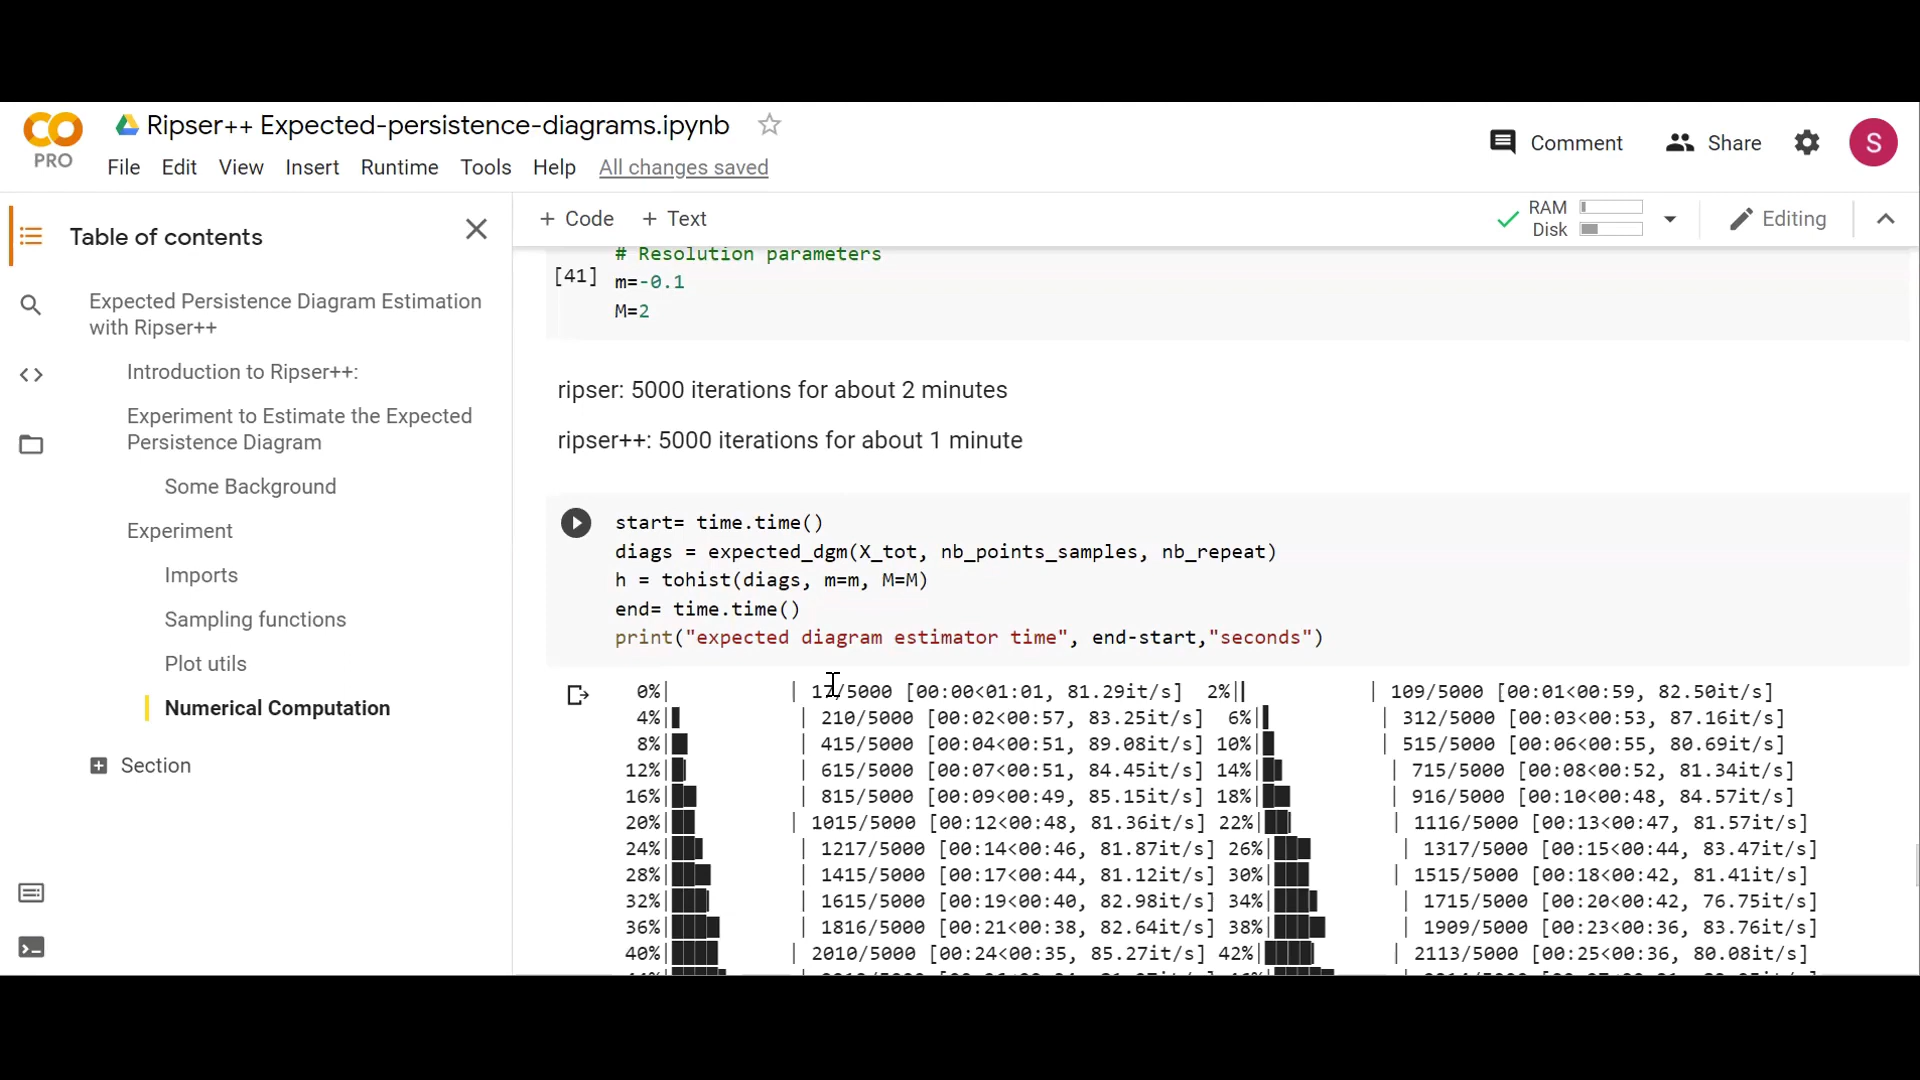 Ripser++ Expected-persistence-diagrams.ipynb
PRO
File Edit View Insert Runtime Tools Help All changes saved
Comment Share S
Table of contents
Expected Persistence Diagram Estimation
with Ripser++
Introduction to Ripser++:
Experiment to Estimate the Expected
Persistence Diagram
Some Background
Experiment
Imports
Sampling functions
Plot utils
Numerical Computation
Section
+ Code + Text
RAM
Disk
Editing
# Resolution parameters
[41] m=-0.1
M=2
ripser: 5000 iterations for about 2 minutes
ripser++: 5000 iterations for about 1 minute
start= time.time()
diags = expected_dgm(X_tot, nb_points_samples, nb_repeat)
h = tohist(diags, m=m, M=M)
end= time.time()
print("expected diagram estimator time", end-start,"seconds")
0%| | 17/5000 [00:00<01:01, 81.29it/s] 2%| | 109/5000 [00:01<00:59, 82.50it/s]
4%| | 210/5000 [00:02<00:57, 83.25it/s] 6%| | 312/5000 [00:03<00:53, 87.16it/s]
8%| | 415/5000 [00:04<00:51, 89.08it/s] 10%| | 515/5000 [00:06<00:55, 80.69it/s]
12%| | 615/5000 [00:07<00:51, 84.45it/s] 14%| | 715/5000 [00:08<00:52, 81.34it/s]
16%| | 815/5000 [00:09<00:49, 85.15it/s] 18%| | 916/5000 [00:10<00:48, 84.57it/s]
20%| | 1015/5000 [00:12<00:48, 81.36it/s] 22%| | 1116/5000 [00:13<00:47, 81.57it/s]
24%| | 1217/5000 [00:14<00:46, 81.87it/s] 26%| | 1317/5000 [00:15<00:44, 83.47it/s]
28%| | 1415/5000 [00:17<00:44, 81.12it/s] 30%| | 1515/5000 [00:18<00:42, 81.41it/s]
32%| | 1615/5000 [00:19<00:40, 82.98it/s] 34%| | 1715/5000 [00:20<00:42, 76.75it/s]
36%| | 1816/5000 [00:21<00:38, 82.64it/s] 38%| | 1909/5000 [00:23<00:36, 83.76it/s]
40%| | 2010/5000 [00:24<00:35, 85.27it/s] 42%| | 2113/5000 [00:25<00:36, 80.08it/s]